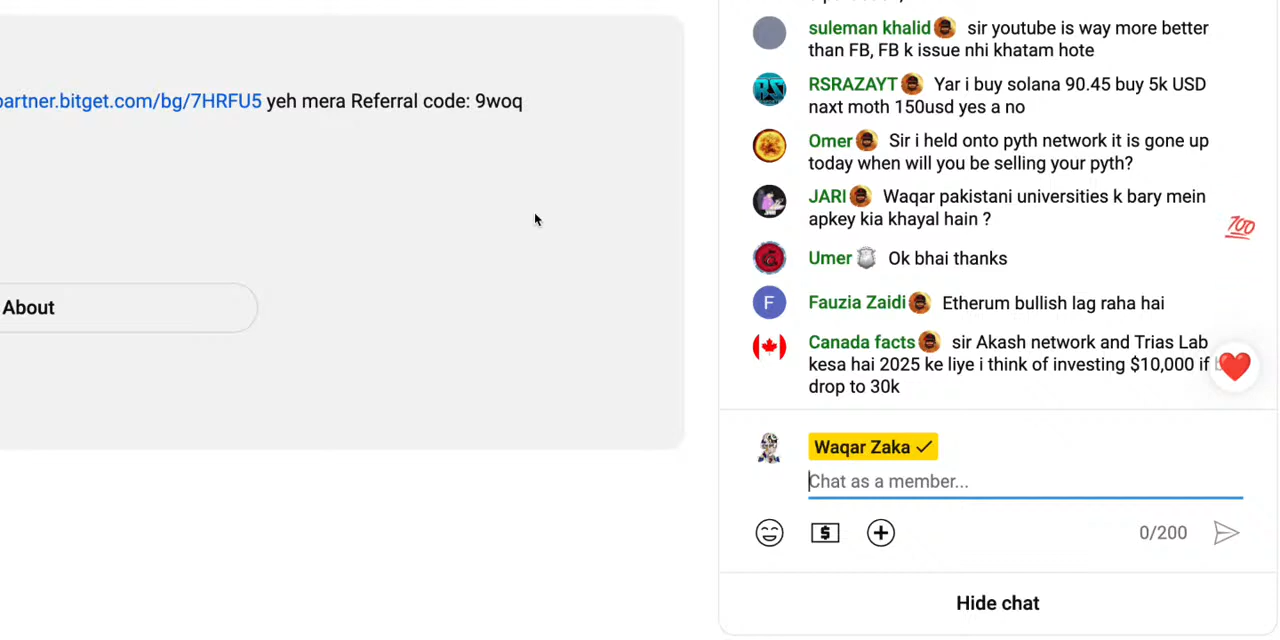 partner.bitget.com/bg/7HRFU5 yeh mera Referral code: 9woq
About
suleman khalid sir youtube is way more better
than FB, FB k issue nhi khatam hote
RSRAZAYT Yar i buy solana 90.45 buy 5k USD
naxt moth 150usd yes a no
Omer Sir i held onto pyth network it is gone up
today when will you be selling your pyth?
JARI Waqar pakistani universities k bary mein
apkey kia khayal hain ?
Umer Ok bhai thanks
F
Fauzia Zaidi Etherum bullish lag raha hai
Canada facts sir Akash network and Trias Lab
kesa hai 2025 ke liye i think of investing $10,000 if
drop to 30k
100
Waqar Zaka
Chat as a member...
0/200
Hide chat